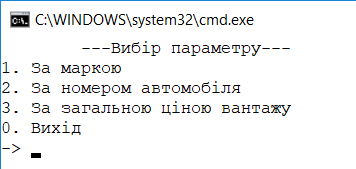 C:\WINDOWS\system32\cmd.exe
---Вибір параметру---
1. За маркою
2. За номером автомобіля
3. За загальною ціною вантажу
0. Вихід
->